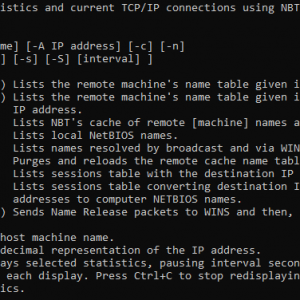 istics and current TCP/IP connections using NBT
me] [-A IP address] [-c] [-n]
] [-s] [-S] [interval] ]
) Lists the remote machine's name table given i
) Lists the remote machine's name table given i
IP address.
Lists NBT's cache of remote [machine] names a
Lists local NetBIOS names.
Lists names resolved by broadcast and via WIN
Purges and reloads the remote cache name tabl
Lists sessions table with the destination IP
Lists sessions table converting destination I
addresses to computer NETBIOS names.
) Sends Name Release packets to WINS and then,
host machine name.
decimal representation of the IP address.
ays selected statistics, pausing interval secon
each display. Press Ctrl+C to stop redisplayin
ics.